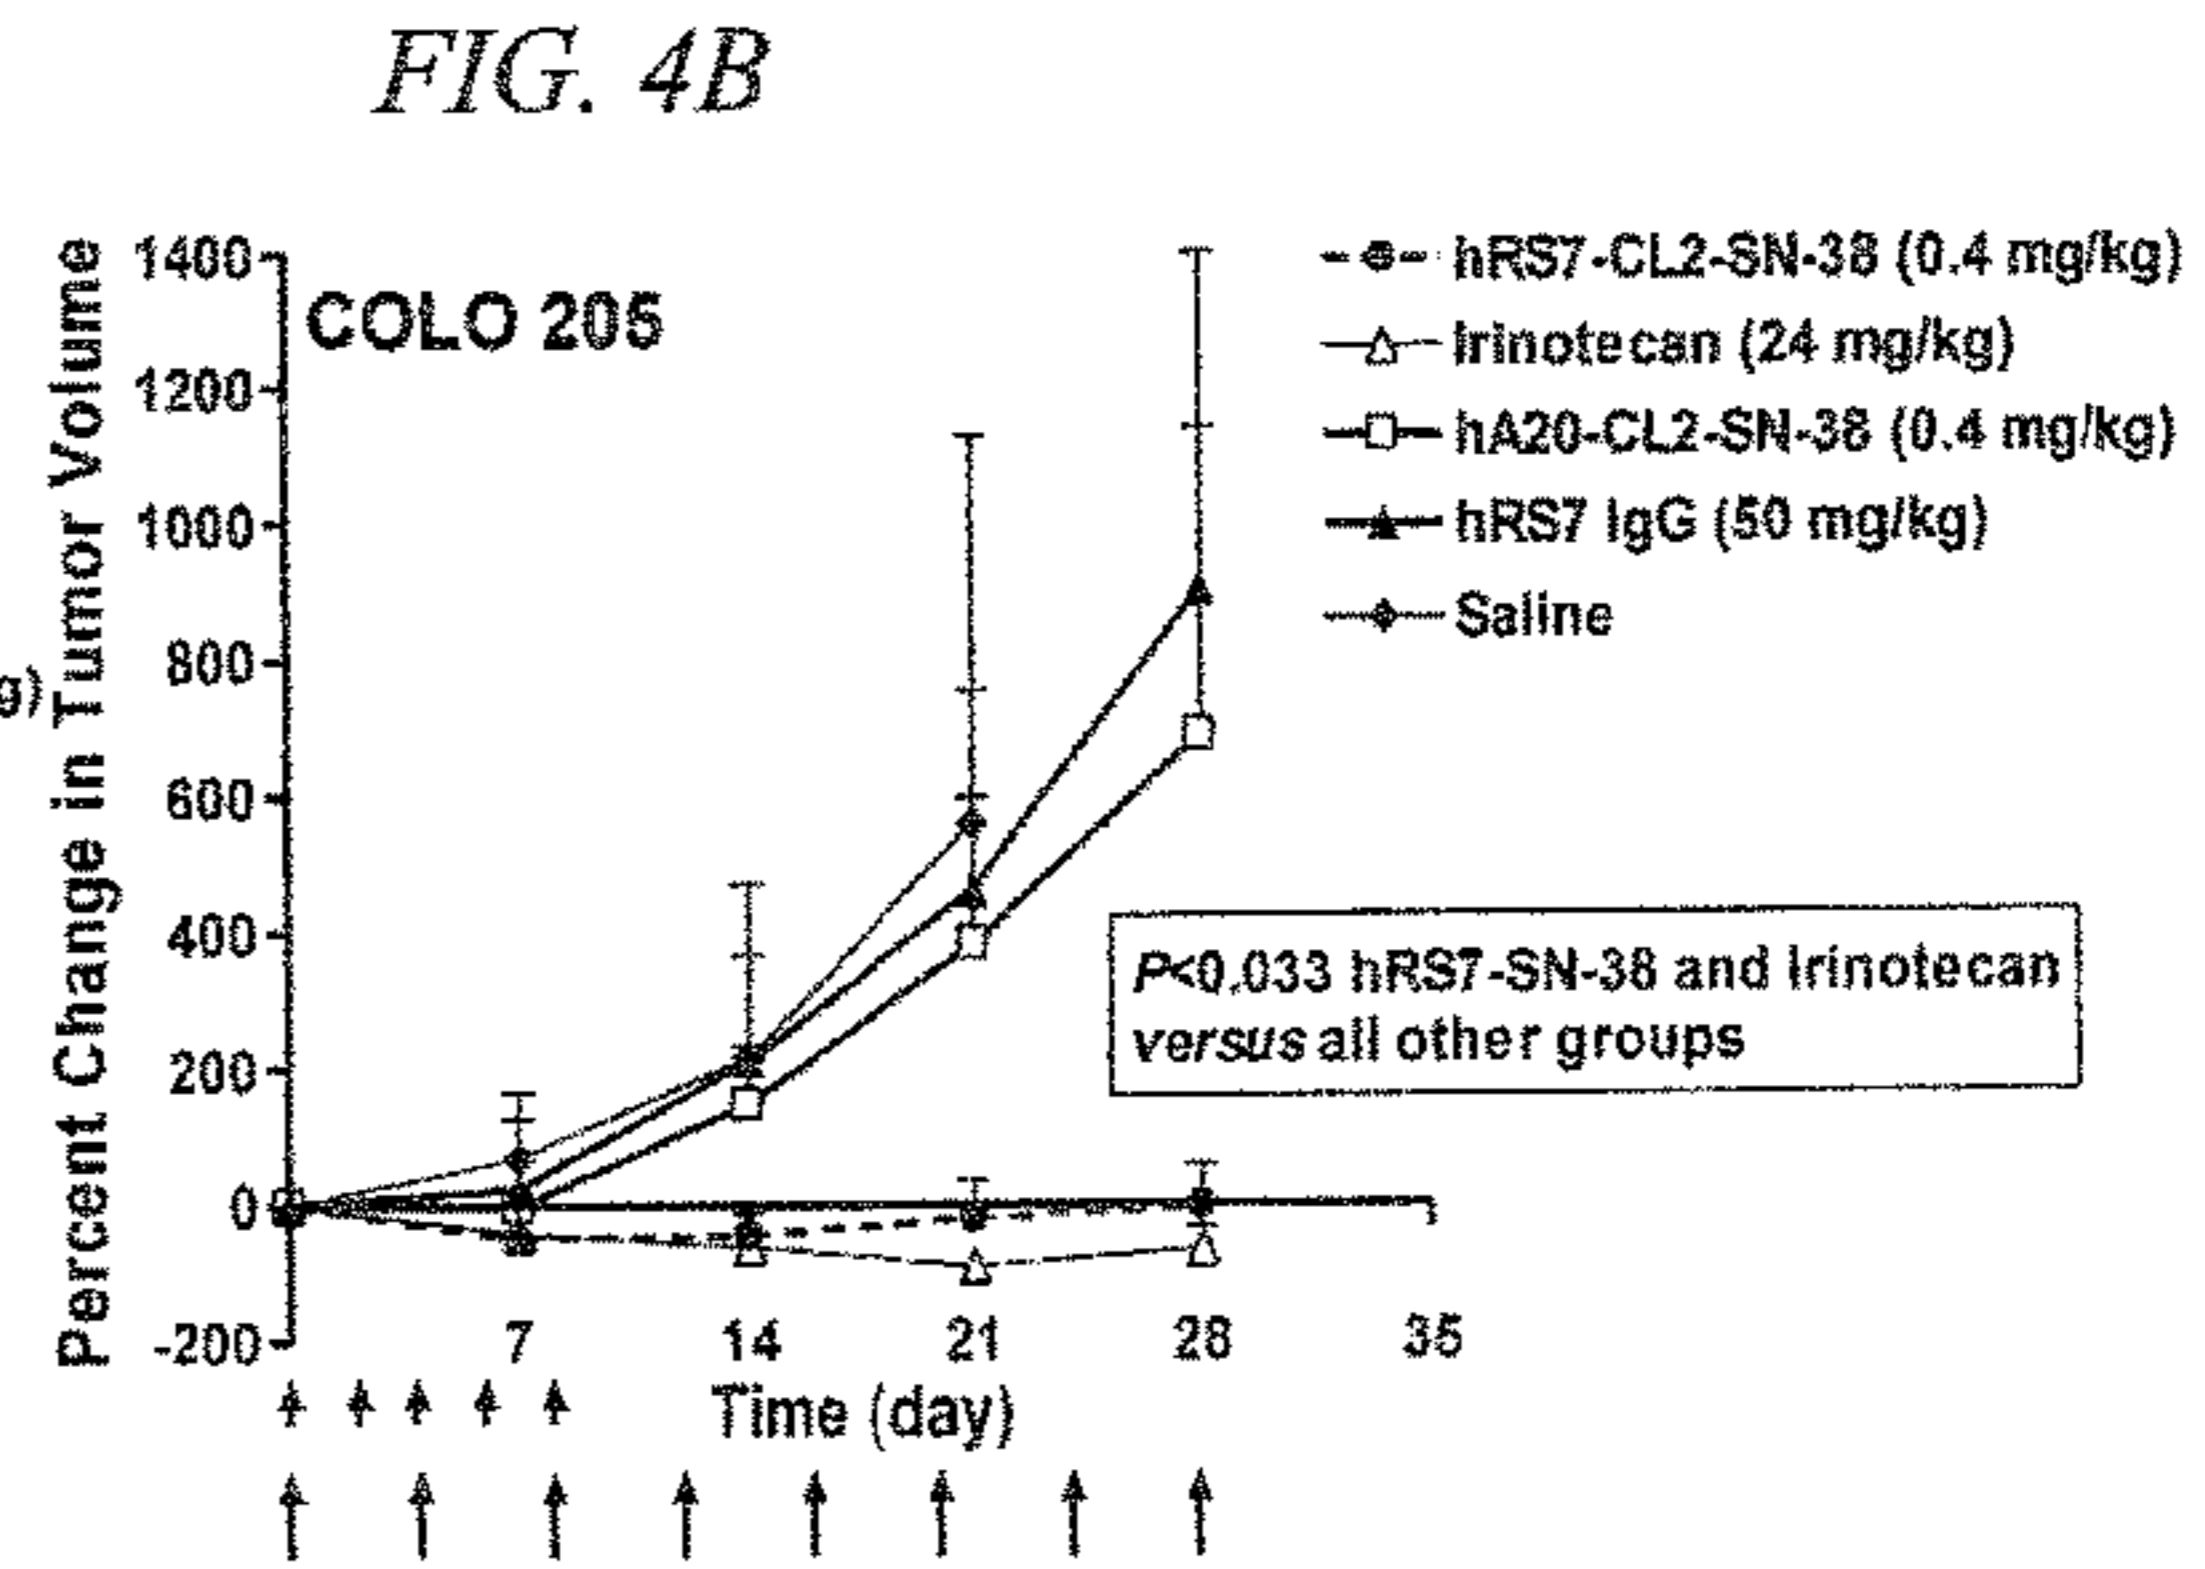 FIG. 4B
Percent Change in Tumor Volume
1400
1200
1000
800
600
400
200
0
-200
COLO 205
hRS7-CL2-SN-38 (0.4 mg/kg)
Irinotecan (24 mg/kg)
hA20-CL2-SN-38 (0.4 mg/kg)
hRS7 IgG (50 mg/kg)
Saline
g)
P<0.033 hRS7-SN-38 and Irinotecan
versus all other groups
7 14 21 28 35
Time (day)